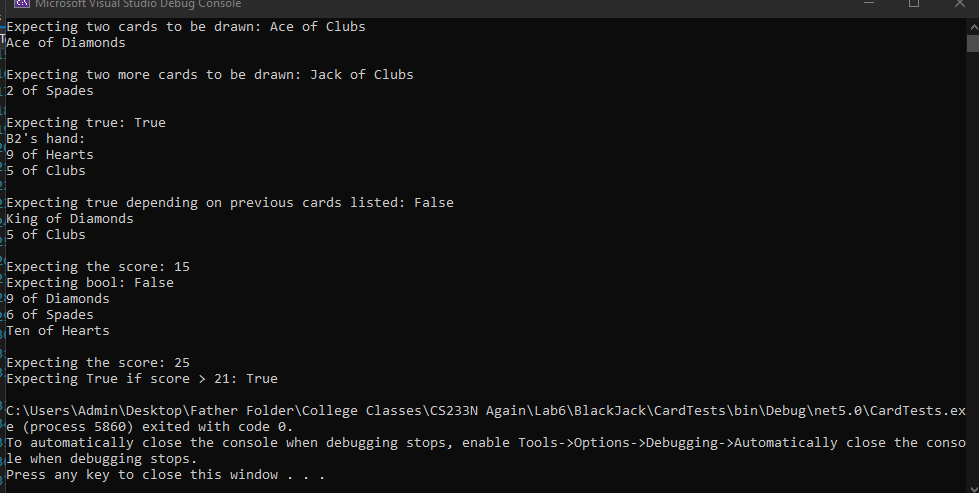 Microsoft Visual Studio Debug Console
Expecting two cards to be drawn: Ace of Clubs
Ace of Diamonds
Expecting two more cards to be drawn: Jack of Clubs
2 of Spades
Expecting true: True
B2's hand:
9 of Hearts
5 of Clubs
Expecting true depending on previous cards listed: False
King of Diamonds
5 of Clubs
Expecting the score: 15
Expecting bool: False
9 of Diamonds
6 of Spades
Ten of Hearts
Expecting the score: 25
Expecting True if score > 21: True
C:\Users\Admin\Desktop\Father Folder\College Classes\CS233N Again\Lab6\BlackJack\CardTests\bin\Debug\net5.0\CardTests.ex
e (process 5860) exited with code 0.
To automatically close the console when debugging stops, enable Tools->Options->Debugging->Automatically close the conso
le when debugging stops.
Press any key to close this window . . .